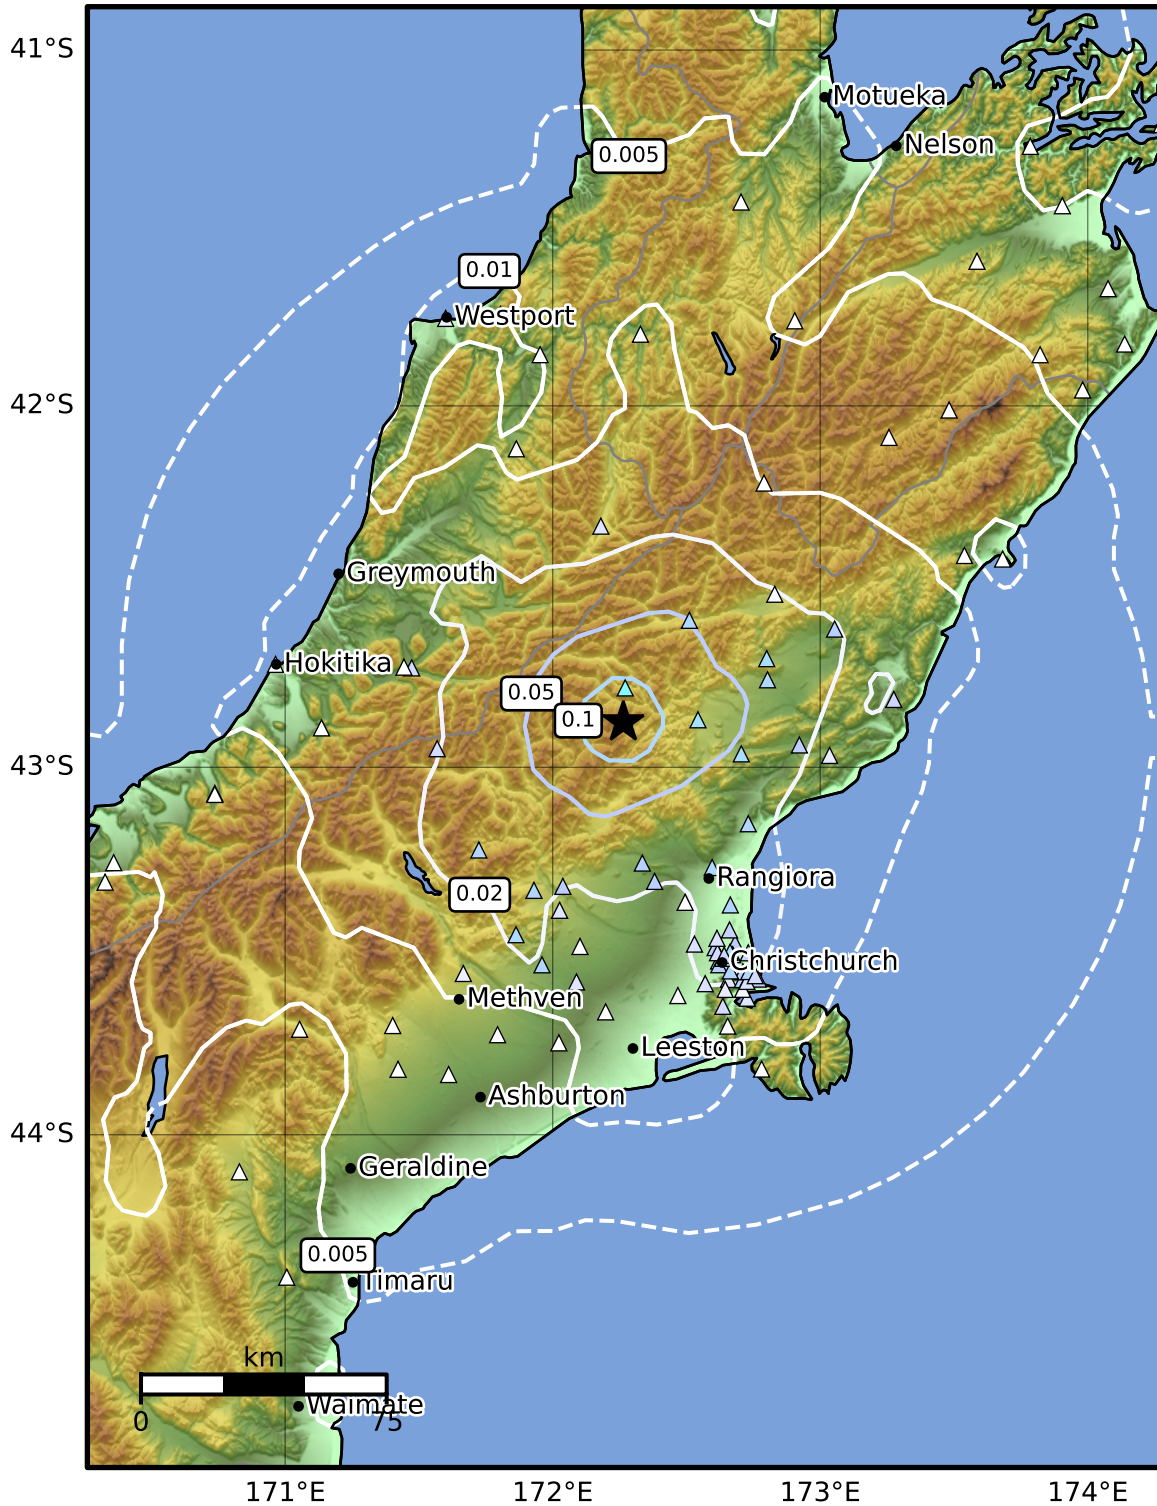 41°S
Motueka
Nelson
0.005
0.01
Westport
42°S
Greymouth
Hokitika
0.05
0.1
43°S
Rangiora
0.02
Christchurch
Methven
Leeston
Ashburton
44°S
Geraldine
0.005
Timaru
km
Waimate
0
75
171°E
172°E
173°E
174°E